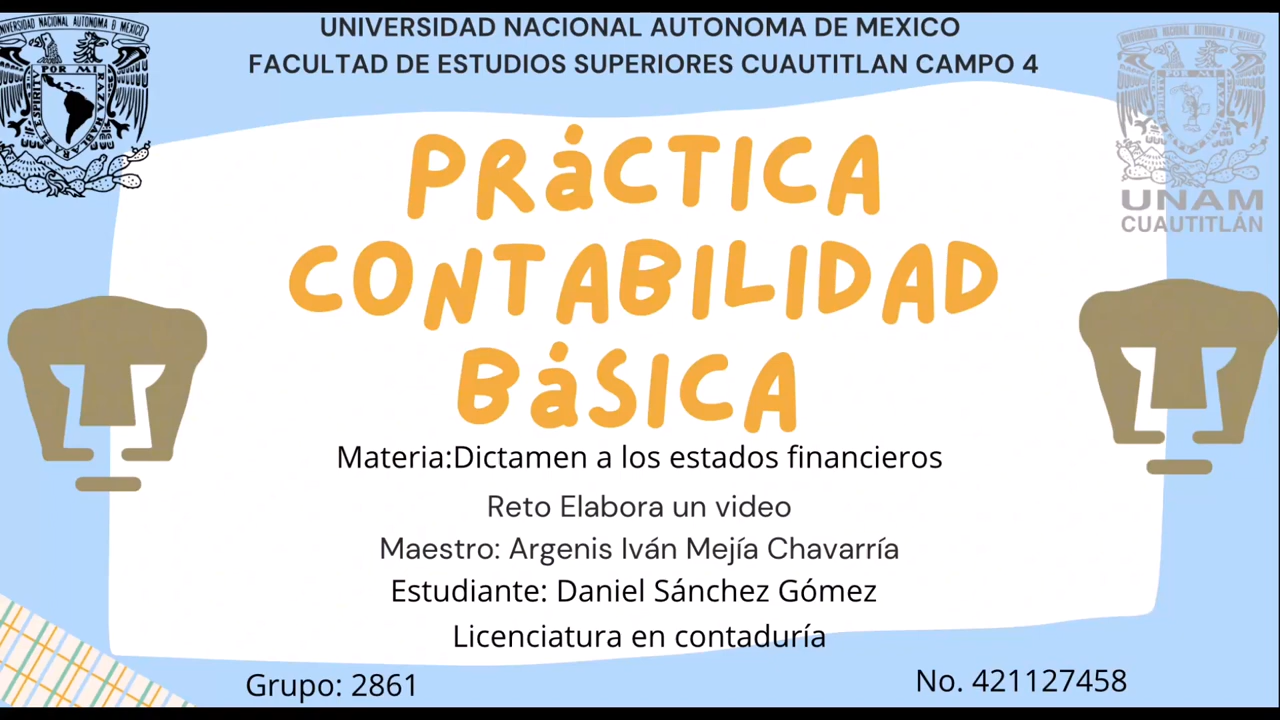 UNIVERSIDAD NACIONAL AUTONOMA DE MEXICO
FACULTAD DE ESTUDIOS SUPERIORES CUAUTITLAN CAMPO 4
UNAM
CUAUTITLÁN
PRáCTICA
CONTABILIDAD
BáSICA
Materia:Dictamen a los estados financieros
Reto Elabora un video
Maestro: Argenis Iván Mejía Chavarría
Estudiante: Daniel Sánchez Gómez
Licenciatura en contaduría
Grupo: 2861
No. 421127458